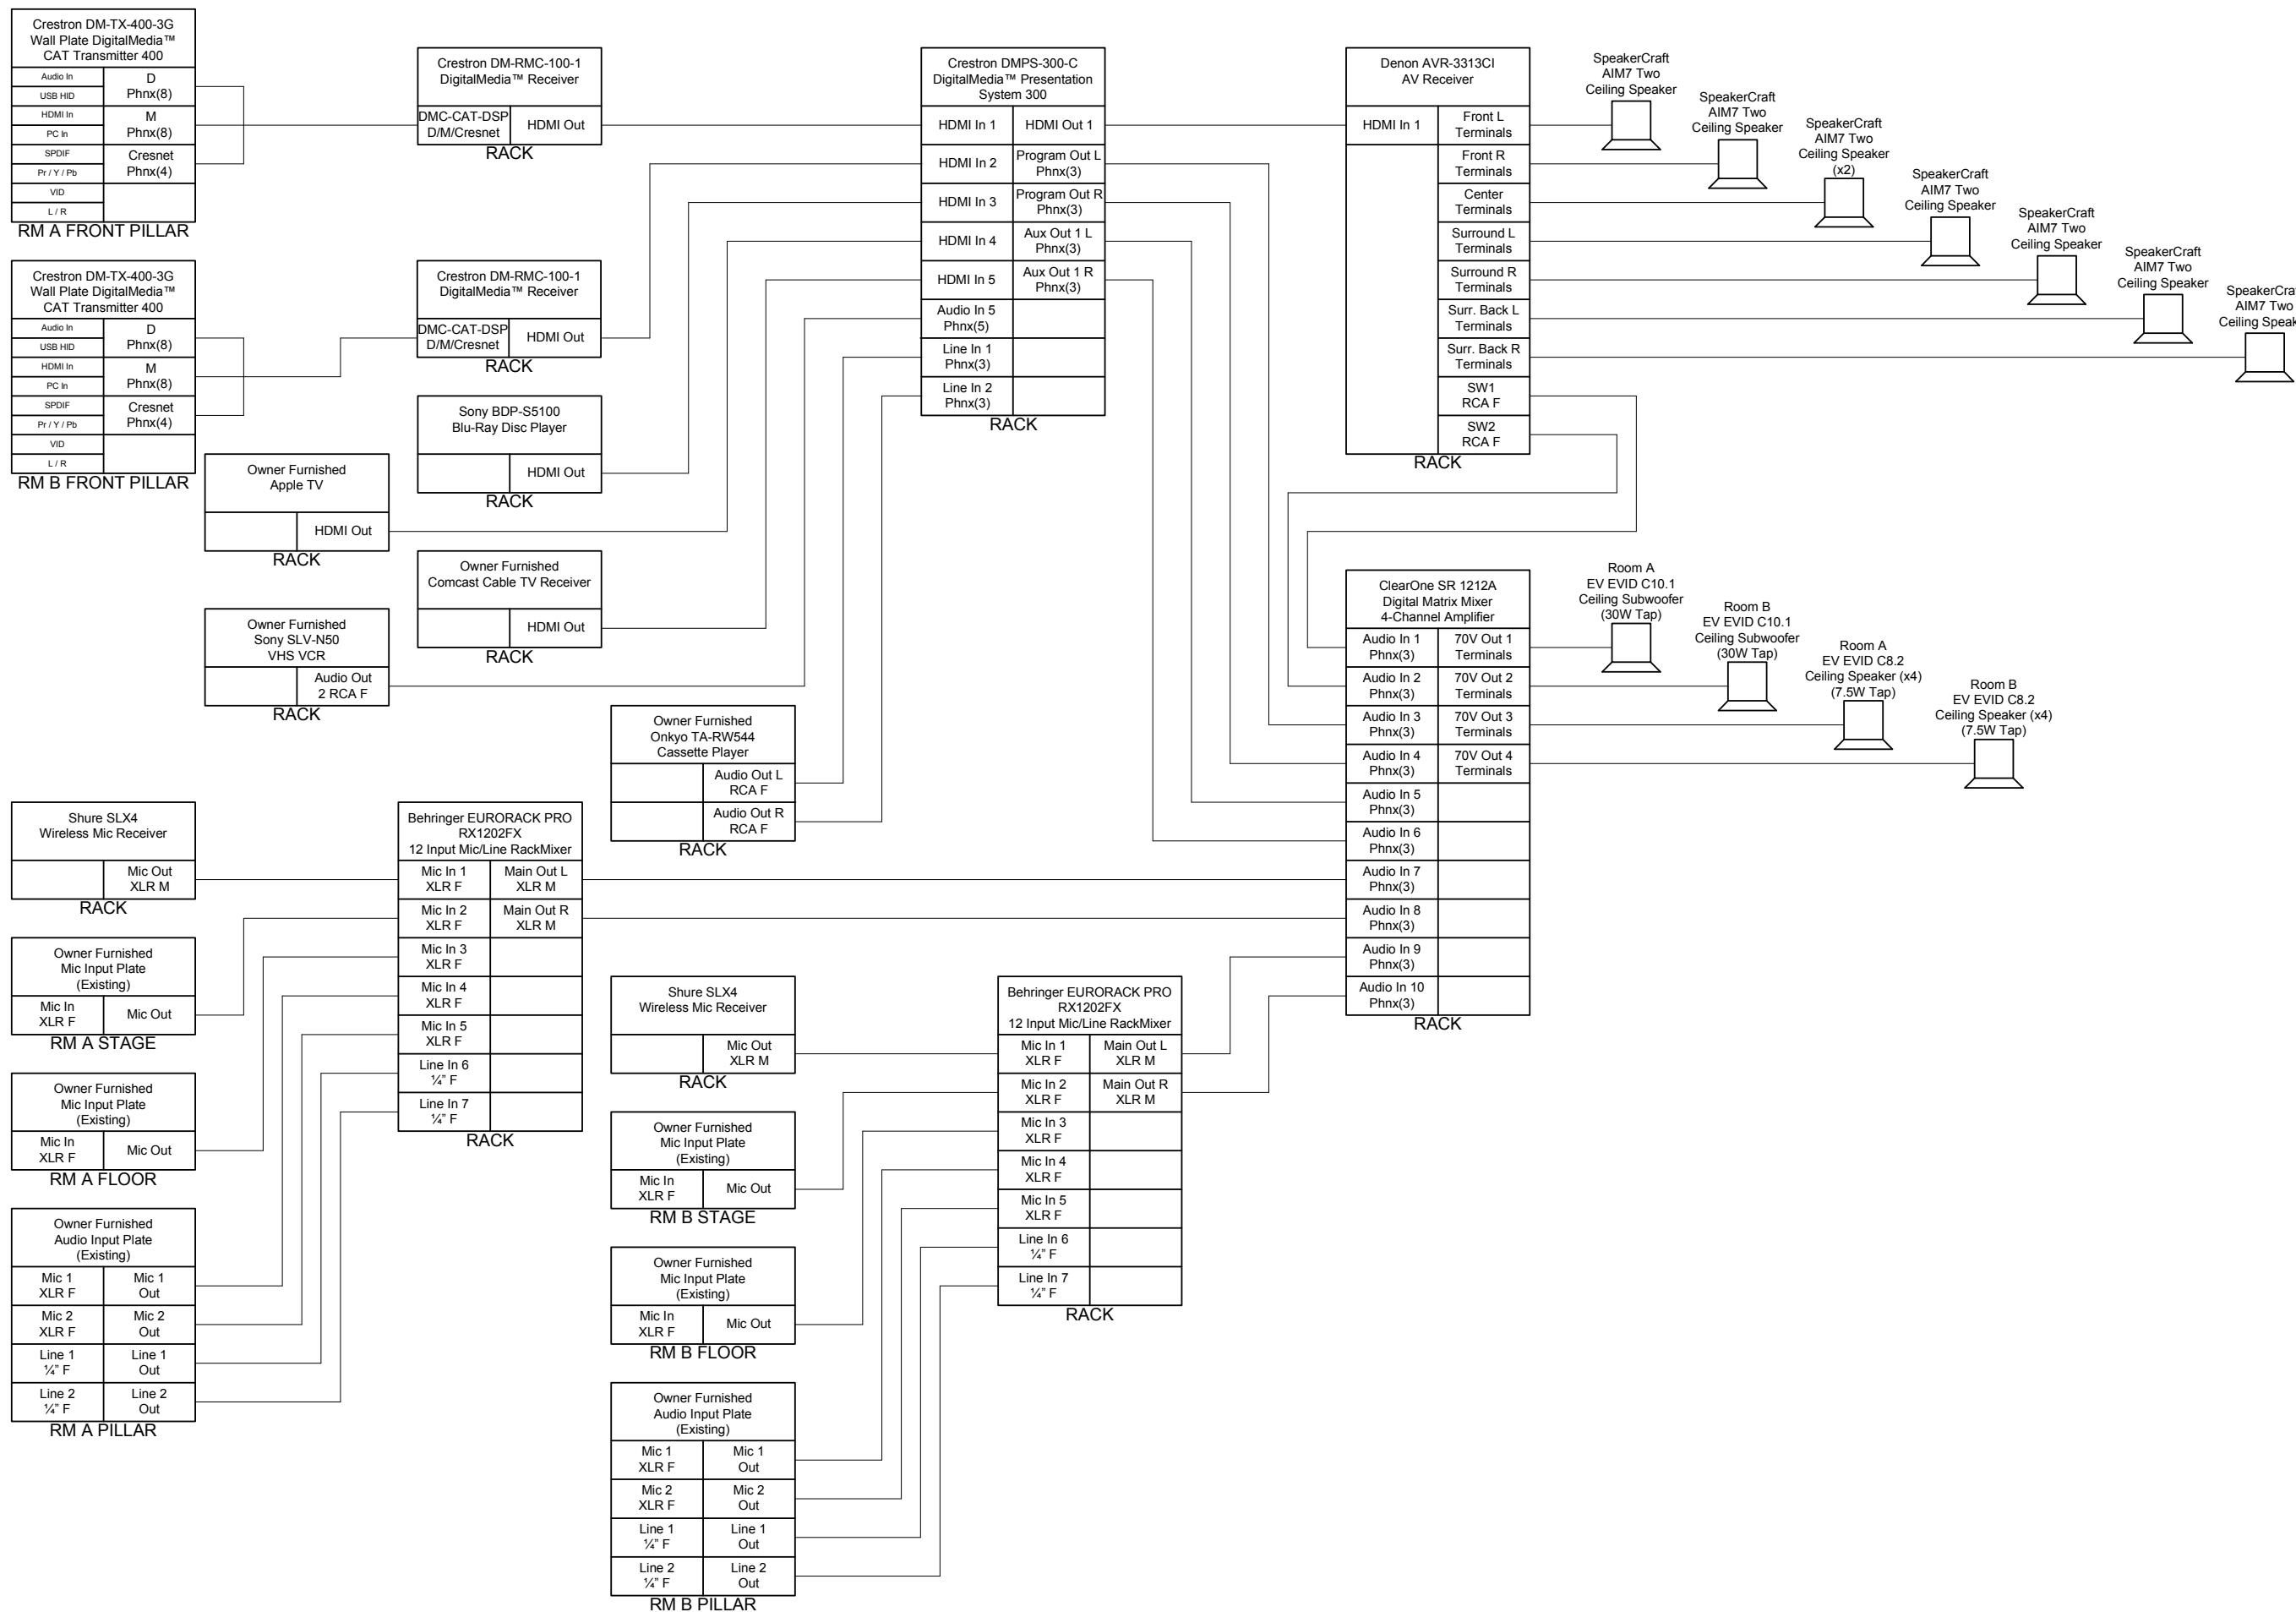 Crestron DM-TX-400-3G
Wall Plate DigitalMedia™
CAT Transmitter 400
Audio In
USB HID
D
Phnx(8)
HDMI In
PC In
M
Phnx(8)
SPDIF
Pr / Y / Pb
Cresnet
Phnx(4)
VID
L / R
RM A FRONT PILLAR
Crestron DM-TX-400-3G
Wall Plate DigitalMedia™
CAT Transmitter 400
Audio In
USB HID
D
Phnx(8)
HDMI In
PC In
M
Phnx(8)
SPDIF
Pr / Y / Pb
Cresnet
Phnx(4)
VID
L / R
RM B FRONT PILLAR
Crestron DM-RMC-100-1
DigitalMedia™ Receiver
DMC-CAT-DSP
D/M/Cresnet
HDMI Out
RACK
Crestron DM-RMC-100-1
DigitalMedia™ Receiver
DMC-CAT-DSP
D/M/Cresnet
HDMI Out
RACK
Sony BDP-S5100
Blu-Ray Disc Player
HDMI Out
RACK
Owner Furnished
Apple TV
HDMI Out
RACK
Owner Furnished
Comcast Cable TV Receiver
HDMI Out
RACK
Owner Furnished
Sony SLV-N50
VHS VCR
Audio Out
2 RCA F
RACK
Owner Furnished
Onkyo TA-RW544
Cassette Player
Audio Out L
RCA F
Audio Out R
RCA F
RACK
Crestron DMPS-300-C
DigitalMedia™ Presentation
System 300
HDMI In 1
HDMI Out 1
HDMI In 2
Program Out L
Phnx(3)
HDMI In 3
Program Out R
Phnx(3)
HDMI In 4
Aux Out 1 L
Phnx(3)
HDMI In 5
Aux Out 1 R
Phnx(3)
Audio In 5
Phnx(5)
Line In 1
Phnx(3)
Line In 2
Phnx(3)
RACK
Denon AVR-3313CI
AV Receiver
HDMI In 1
Front L
Terminals
Front R
Terminals
Center
Terminals
Surround L
Terminals
Surround R
Terminals
Surr. Back L
Terminals
Surr. Back R
Terminals
SW1
RCA F
SW2
RCA F
RACK
SpeakerCraft
AIM7 Two
Ceiling Speaker
SpeakerCraft
AIM7 Two
Ceiling Speaker
SpeakerCraft
AIM7 Two
Ceiling Speaker
(x2)
SpeakerCraft
AIM7 Two
Ceiling Speaker
SpeakerCraft
AIM7 Two
Ceiling Speaker
SpeakerCraft
AIM7 Two
Ceiling Speaker
AIM7 Two
Ceiling
ClearOne SR 1212A
Digital Matrix Mixer
4-Channel Amplifier
Audio In 1
Phnx(3)
70V Out 1
Terminals
Audio In 2
Phnx(3)
70V Out 2
Terminals
Audio In 3
Phnx(3)
70V Out 3
Terminals
Audio In 4
Phnx(3)
70V Out 4
Terminals
Audio In 5
Phnx(3)
Audio In 6
Phnx(3)
Audio In 7
Phnx(3)
Audio In 8
Phnx(3)
Audio In 9
Phnx(3)
Audio In 10
Phnx(3)
RACK
Room A
EV EVID C10.1
Ceiling Subwoofer
(30W Tap)
Room B
EV EVID C10.1
Ceiling Subwoofer
(30W Tap)
Room A
EV EVID C8.2
Ceiling Speaker (x4)
(7.5W Tap)
Room B
EV EVID C8.2
Ceiling Speaker (x4)
(7.5W Tap)
Shure SLX4
Wireless Mic Receiver
Mic Out
XLR M
RACK
Owner Furnished
Mic Input Plate
(Existing)
Mic In
XLR F
Mic Out
RM A STAGE
Owner Furnished
Mic Input Plate
(Existing)
Mic In
XLR F
Mic Out
RM A FLOOR
Owner Furnished
Audio Input Plate
(Existing)
Mic 1
XLR F
Mic 1
Out
Mic 2
XLR F
Mic 2
Out
Line 1
¼” F
Line 1
Out
Line 2
¼” F
Line 2
Out
RM A PILLAR
Behringer EURORACK PRO
RX1202FX
12 Input Mic/Line RackMixer
Mic In 1
XLR F
Main Out L
XLR M
Mic In 2
XLR F
Main Out R
XLR M
Mic In 3
XLR F
Mic In 4
XLR F
Mic In 5
XLR F
Line In 6
¼” F
Line In 7
¼” F
RACK
Shure SLX4
Wireless Mic Receiver
Mic Out
XLR M
RACK
Owner Furnished
Mic Input Plate
(Existing)
Mic In
XLR F
Mic Out
RM B STAGE
Owner Furnished
Mic Input Plate
(Existing)
Mic In
XLR F
Mic Out
RM B FLOOR
Owner Furnished
Audio Input Plate
(Existing)
Mic 1
XLR F
Mic 1
Out
Mic 2
XLR F
Mic 2
Out
Line 1
¼” F
Line 1
Out
Line 2
¼” F
Line 2
Out
RM B PILLAR
Behringer EURORACK PRO
RX1202FX
12 Input Mic/Line RackMixer
Mic In 1
XLR F
Main Out L
XLR M
Mic In 2
XLR F
Main Out R
XLR M
Mic In 3
XLR F
Mic In 4
XLR F
Mic In 5
XLR F
Line In 6
¼” F
Line In 7
¼” F
RACK